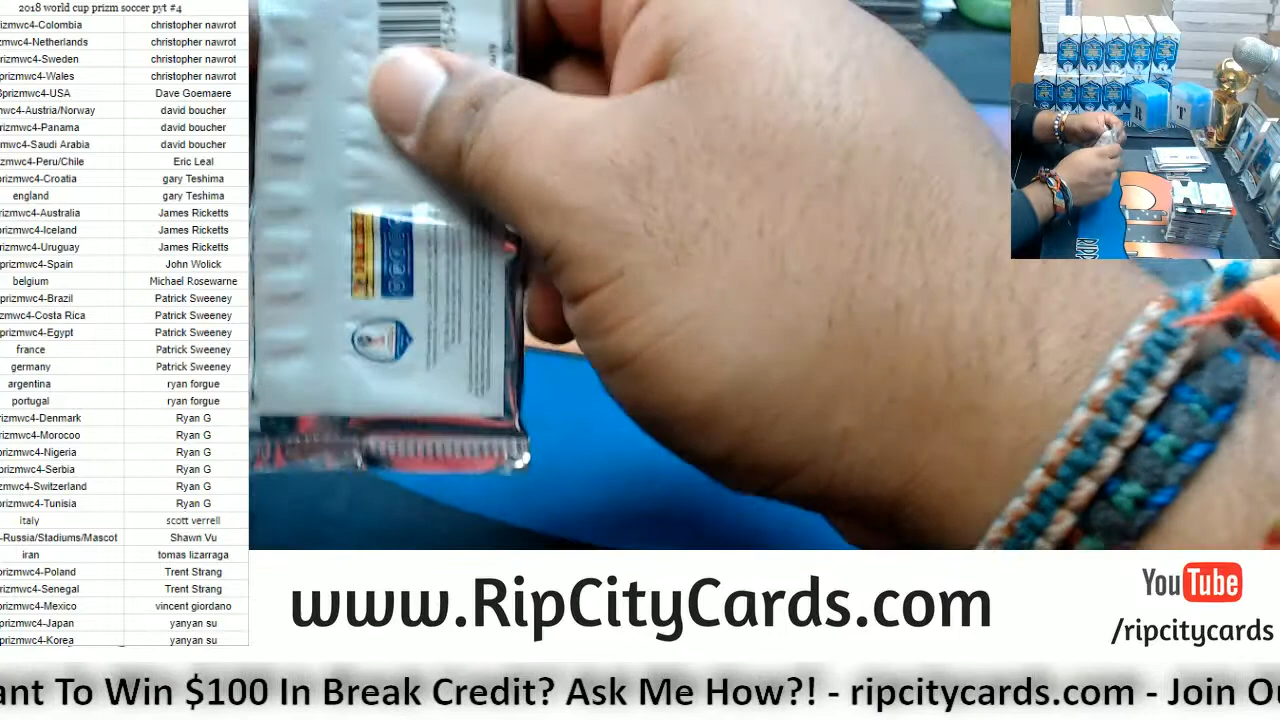 2018 world cup prizm soccer pyt #4
rizmwc4-Colombia christopher nawrot
prizmwc4-Netherlands christopher nawrot
rizmwc4-Sweden christopher nawrot
prizmwc4-Wales christopher nawrot
prizmwc4-USA Dave Goemaere
mwc4-Austria/Norway david boucher
prizmwc4-Panama david boucher
mwc4-Saudi Arabia david boucher
izmwc4-Peru/Chile Eric Leal
prizmwc4-Croatia gary Teshima
england gary Teshima
rizmwc4-Australia James Ricketts
prizmwc4-Iceland James Ricketts
rizmwc4-Uruguay James Ricketts
prizmwc4-Spain John Wolick
belgium Michael Rosewarne
prizmwc4-Brazil Patrick Sweeney
zmwc4-Costa Rica Patrick Sweeney
prizmwc4-Egypt Patrick Sweeney
france Patrick Sweeney
germany Patrick Sweeney
argentina ryan forgue
portugal ryan forgue
rizmwc4-Denmark Ryan G
rizmwc4-Morocoo Ryan G
prizmwc4-Nigeria Ryan G
prizmwc4-Serbia Ryan G
zmwc4-Switzerland Ryan G
prizmwc4-Tunisia Ryan G
italy scott verrell
-Russia/Stadiums/Mascot Shawn Vu
iran tomas lizarraga
prizmwc4-Poland Trent Strang
rizmwc4-Senegal Trent Strang
prizmwc4-Mexico vincent giordano
prizmwc4-Japan yanyan su
prizmwc4-Korea yanyan su
R T
www.RipCityCards.com
YouTube
/ripcitycards
ant To Win $100 In Break Credit? Ask Me How?! - ripcitycards.com - Join O